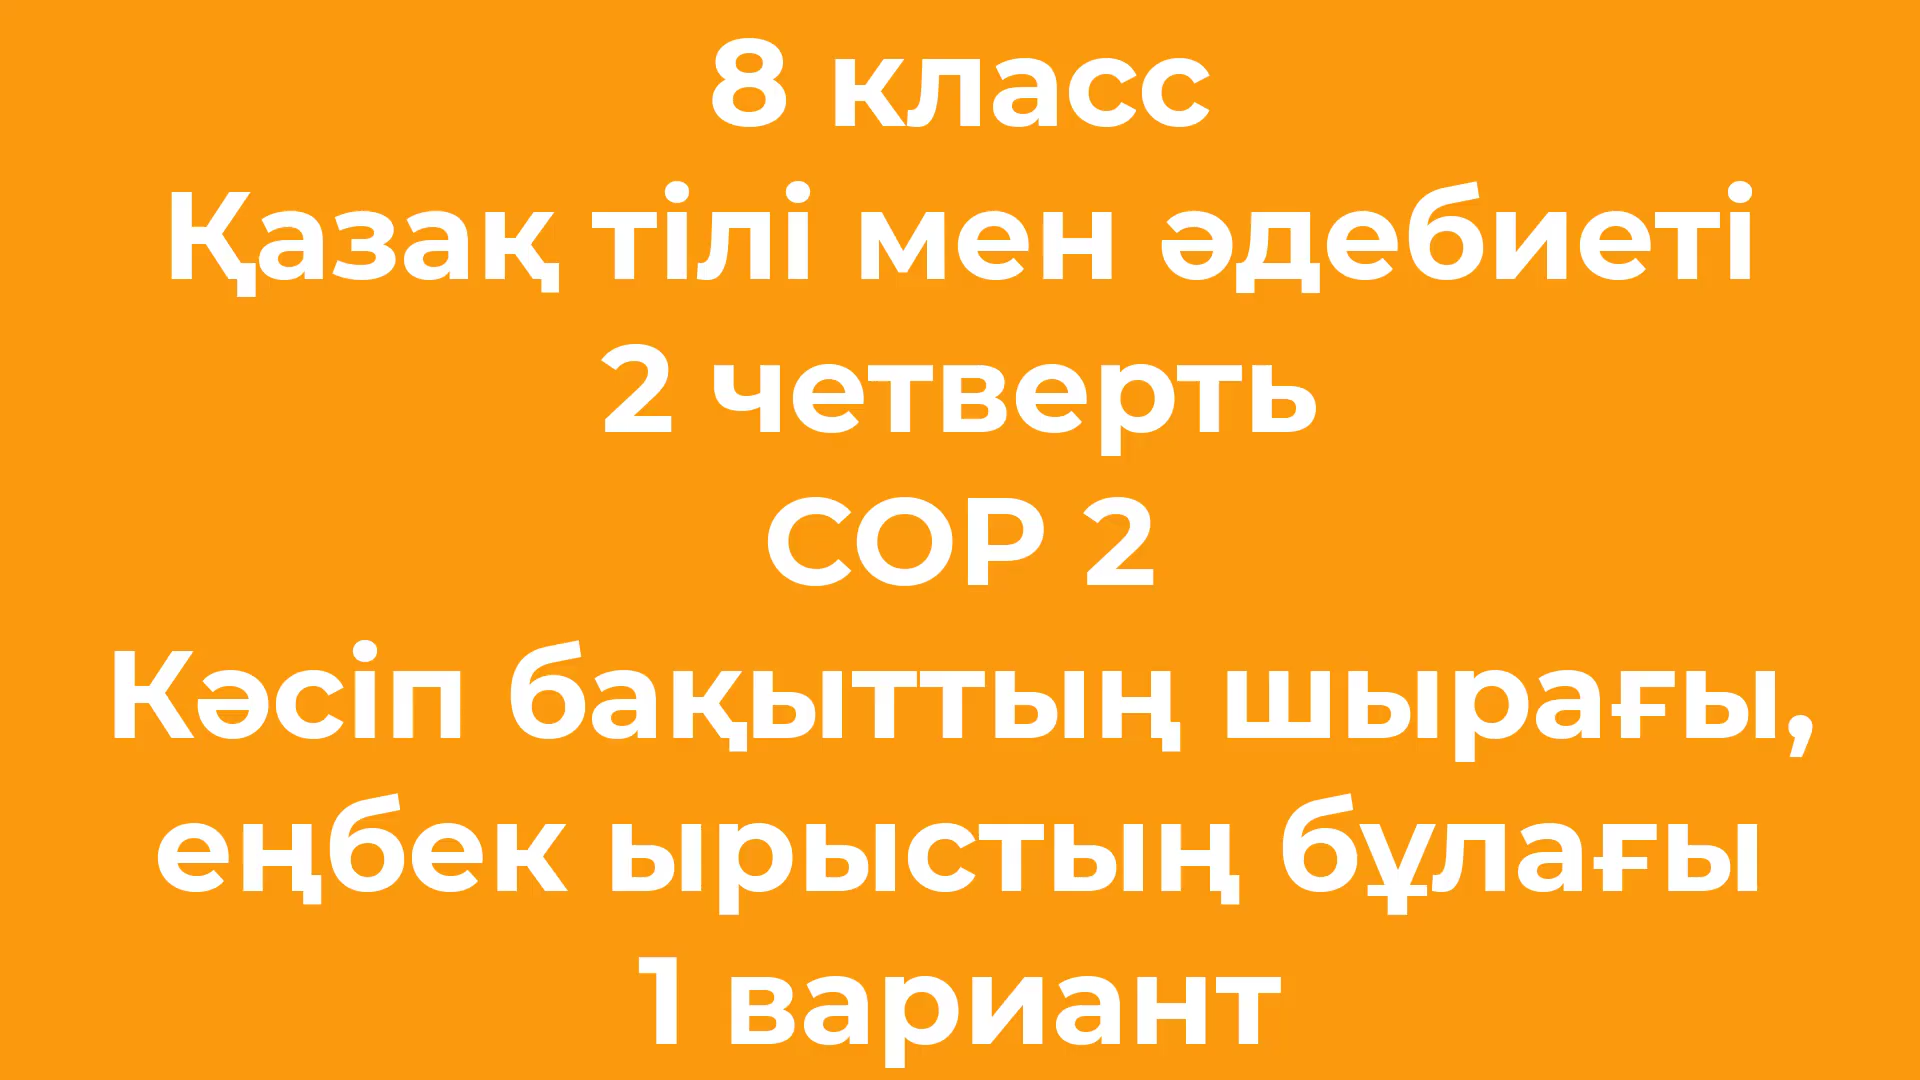 8 класс
Қазақ тілі мен әдебиеті
2 четверть
СОР 2
Кәсіп бақыттың шырағы,
еңбек ырыстың бұлағы
1 вариант